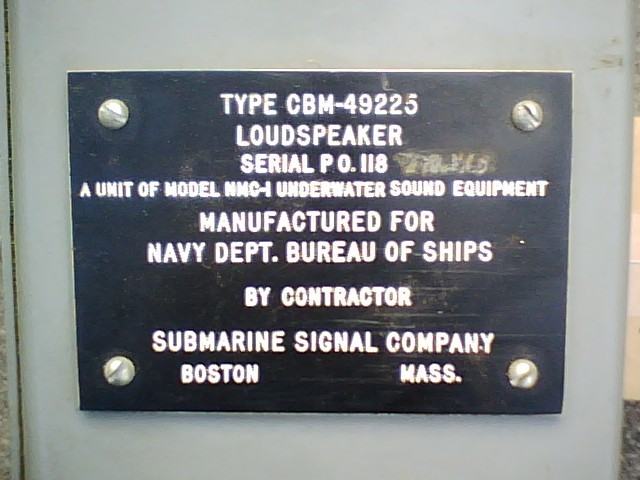 TYPE CBM-49225
LOUDSPEAKER
SERIAL P O. 118
A UNIT OF MODEL NMC-1 UNDERWATER SOUND EQUIPMENT
MANUFACTURED FOR
NAVY DEPT. BUREAU OF SHIPS
BY CONTRACTOR
SUBMARINE SIGNAL COMPANY
BOSTON MASS.